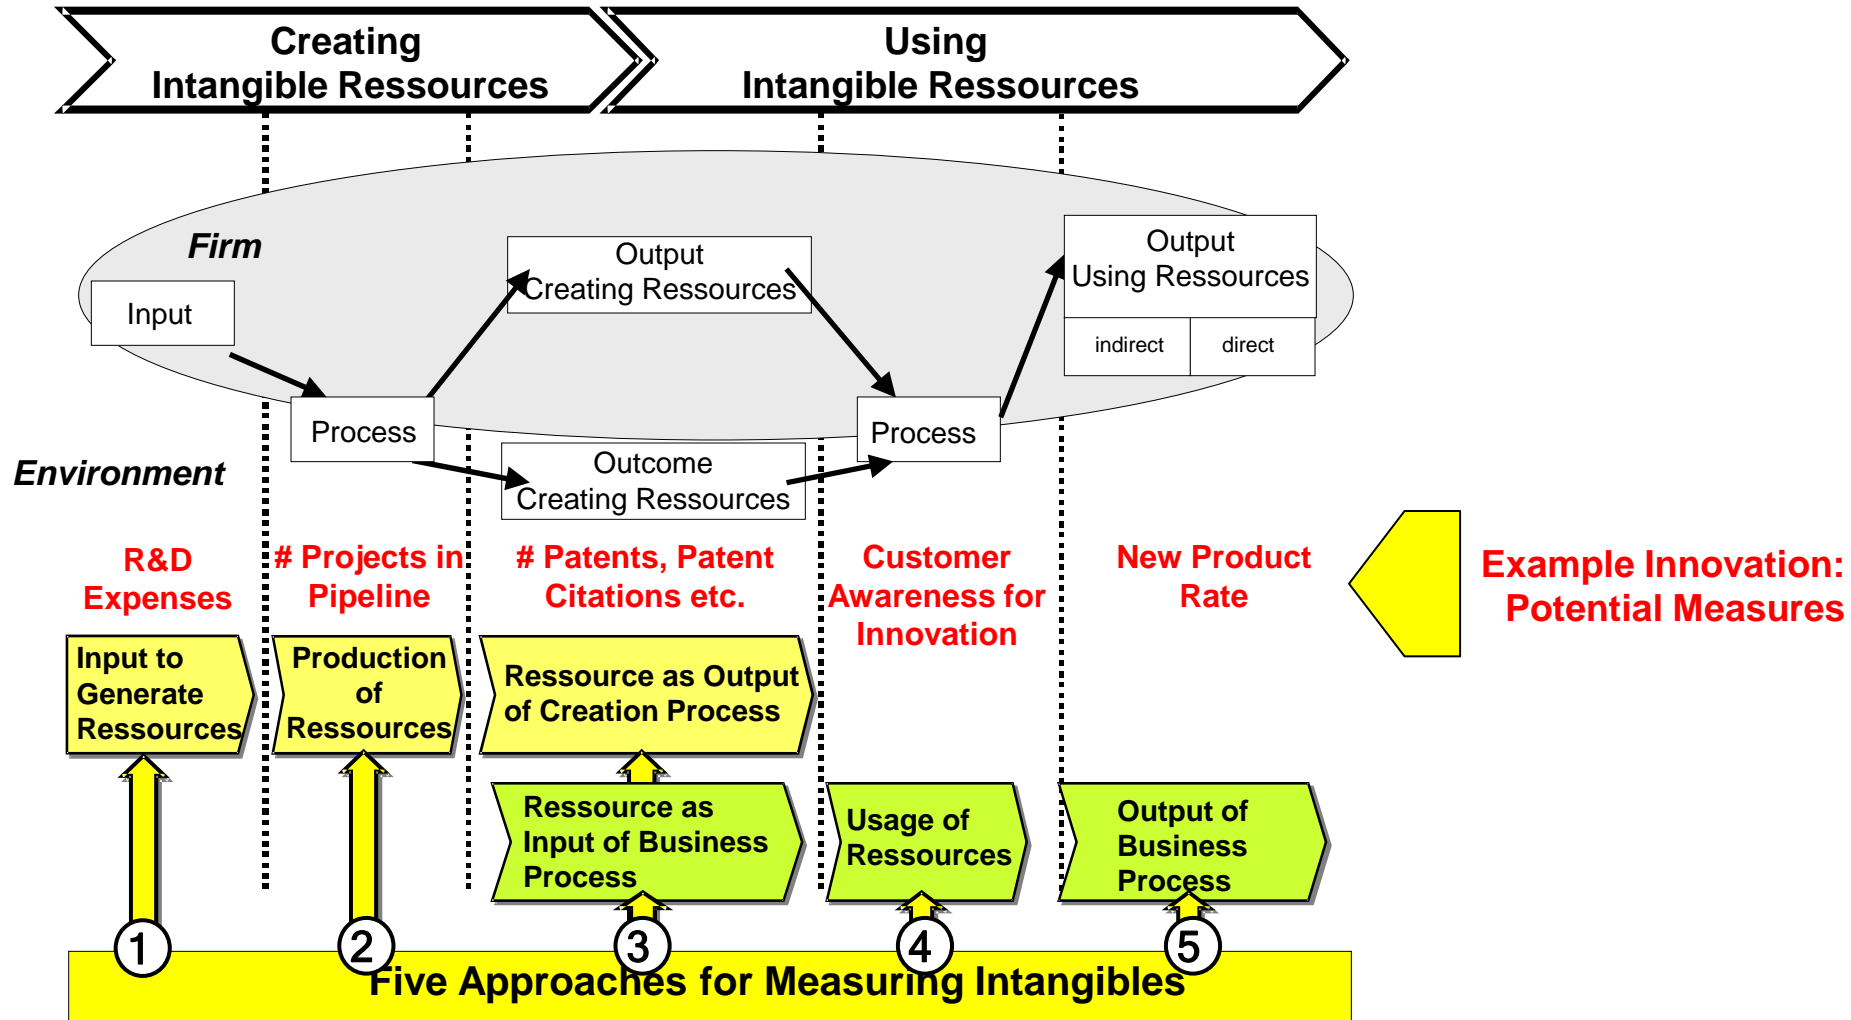 Creating
Intangible Ressources
Using
Intangible Ressources
Firm
Input
Process
Output
Creating Ressources
Outcome
Creating Ressources
Process
Output
Using Ressources
indirect
direct
Environment
R&D
Expenses
# Projects in
Pipeline
# Patents, Patent
Citations etc.
Customer
Awareness for
Innovation
New Product
Rate
Example Innovation:
Potential Measures
Input to
Generate
Ressources
Production
of
Ressources
Ressource as Output
of Creation Process
Ressource as
Input of Business
Process
Usage of
Ressources
Output of
Business
Process
1
2
3
4
5
Five Approaches for Measuring Intangibles